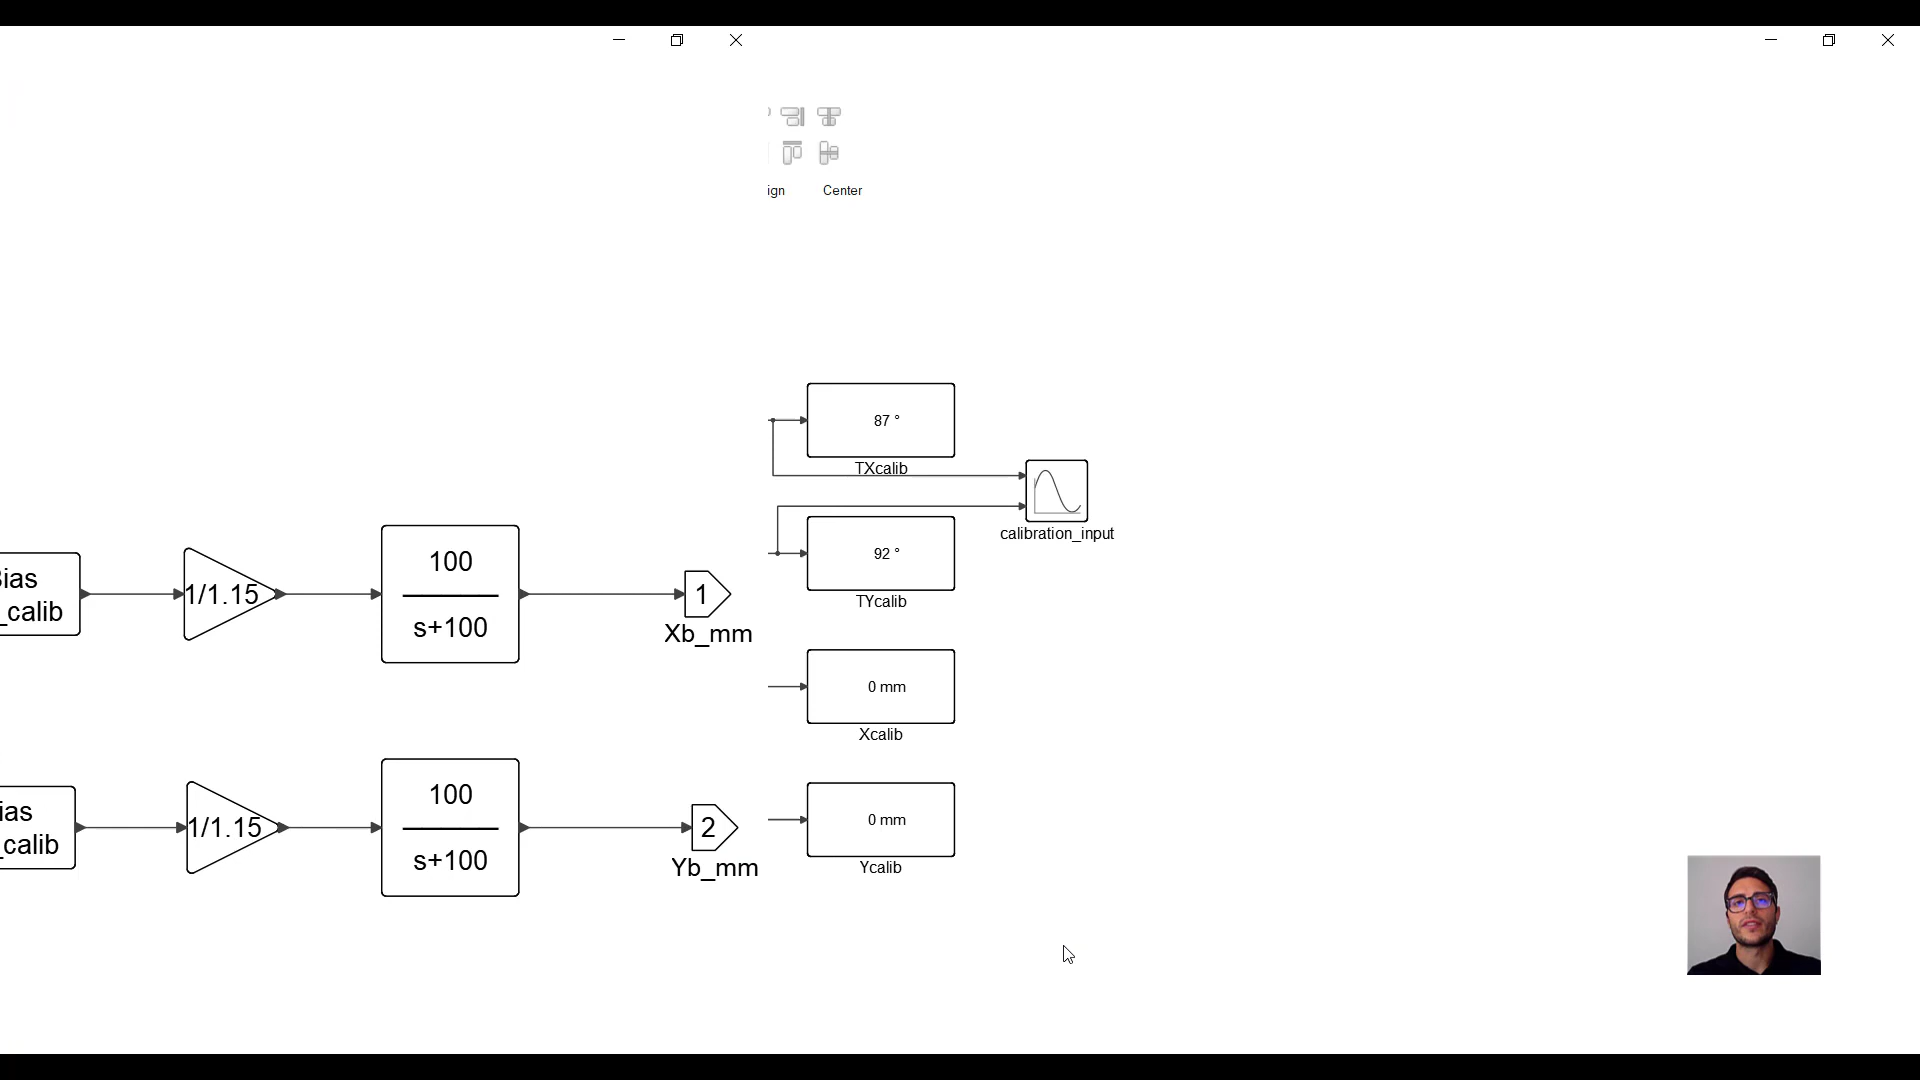 ign Center
87 °
TXcalib
calibration_input
92 °
TYcalib
100
ias
_calib
1/1.15
s+100
1
Xb_mm
0 mm
Xcalib
100
ias
_calib
1/1.15
s+100
2
Yb_mm
0 mm
Ycalib